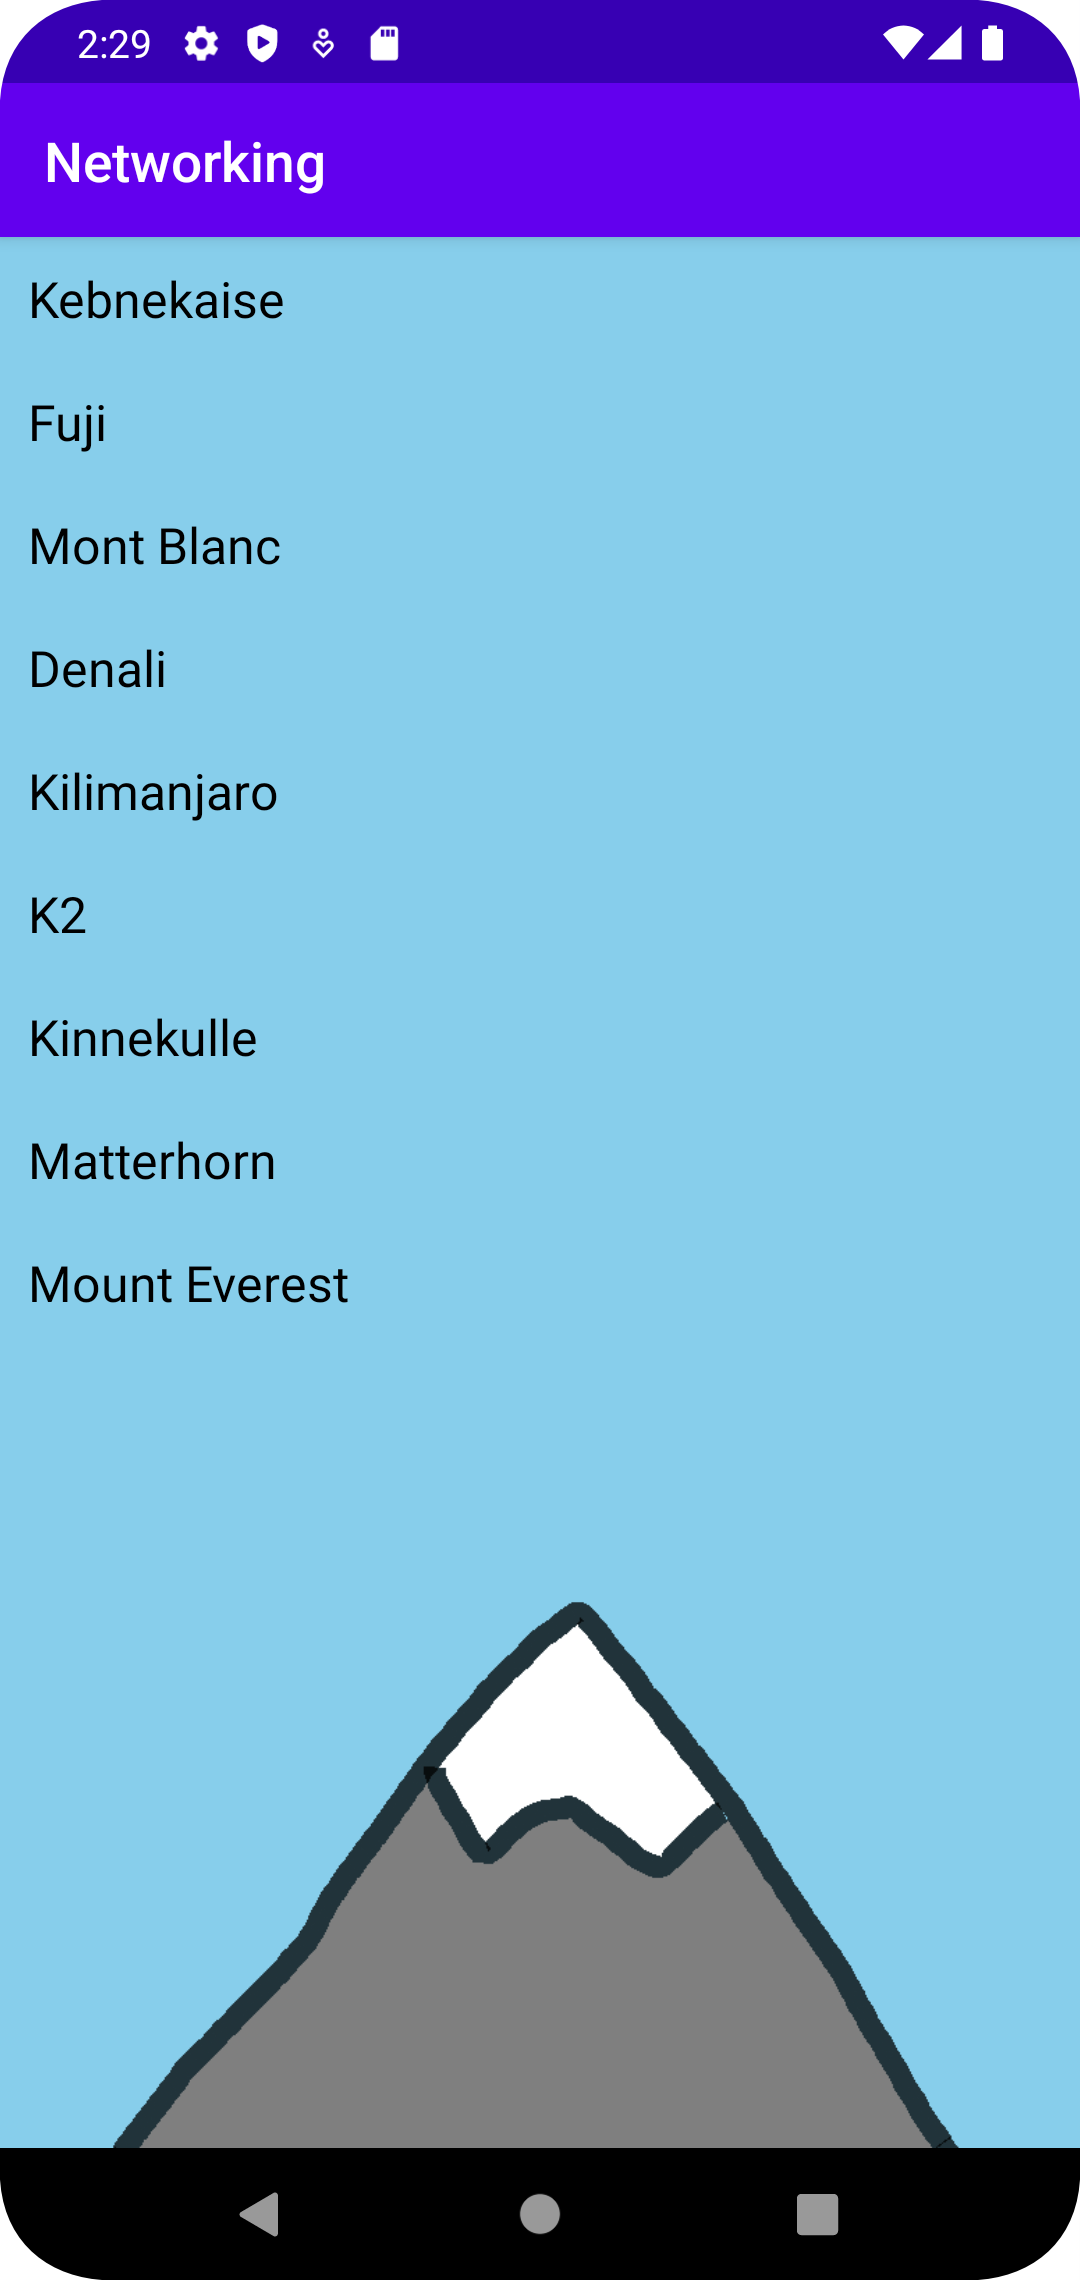 2:29
Networking
Kebnekaise
Fuji
Mont Blanc
Denali
Kilimanjaro
K2
Kinnekulle
Matterhorn
Mount Everest